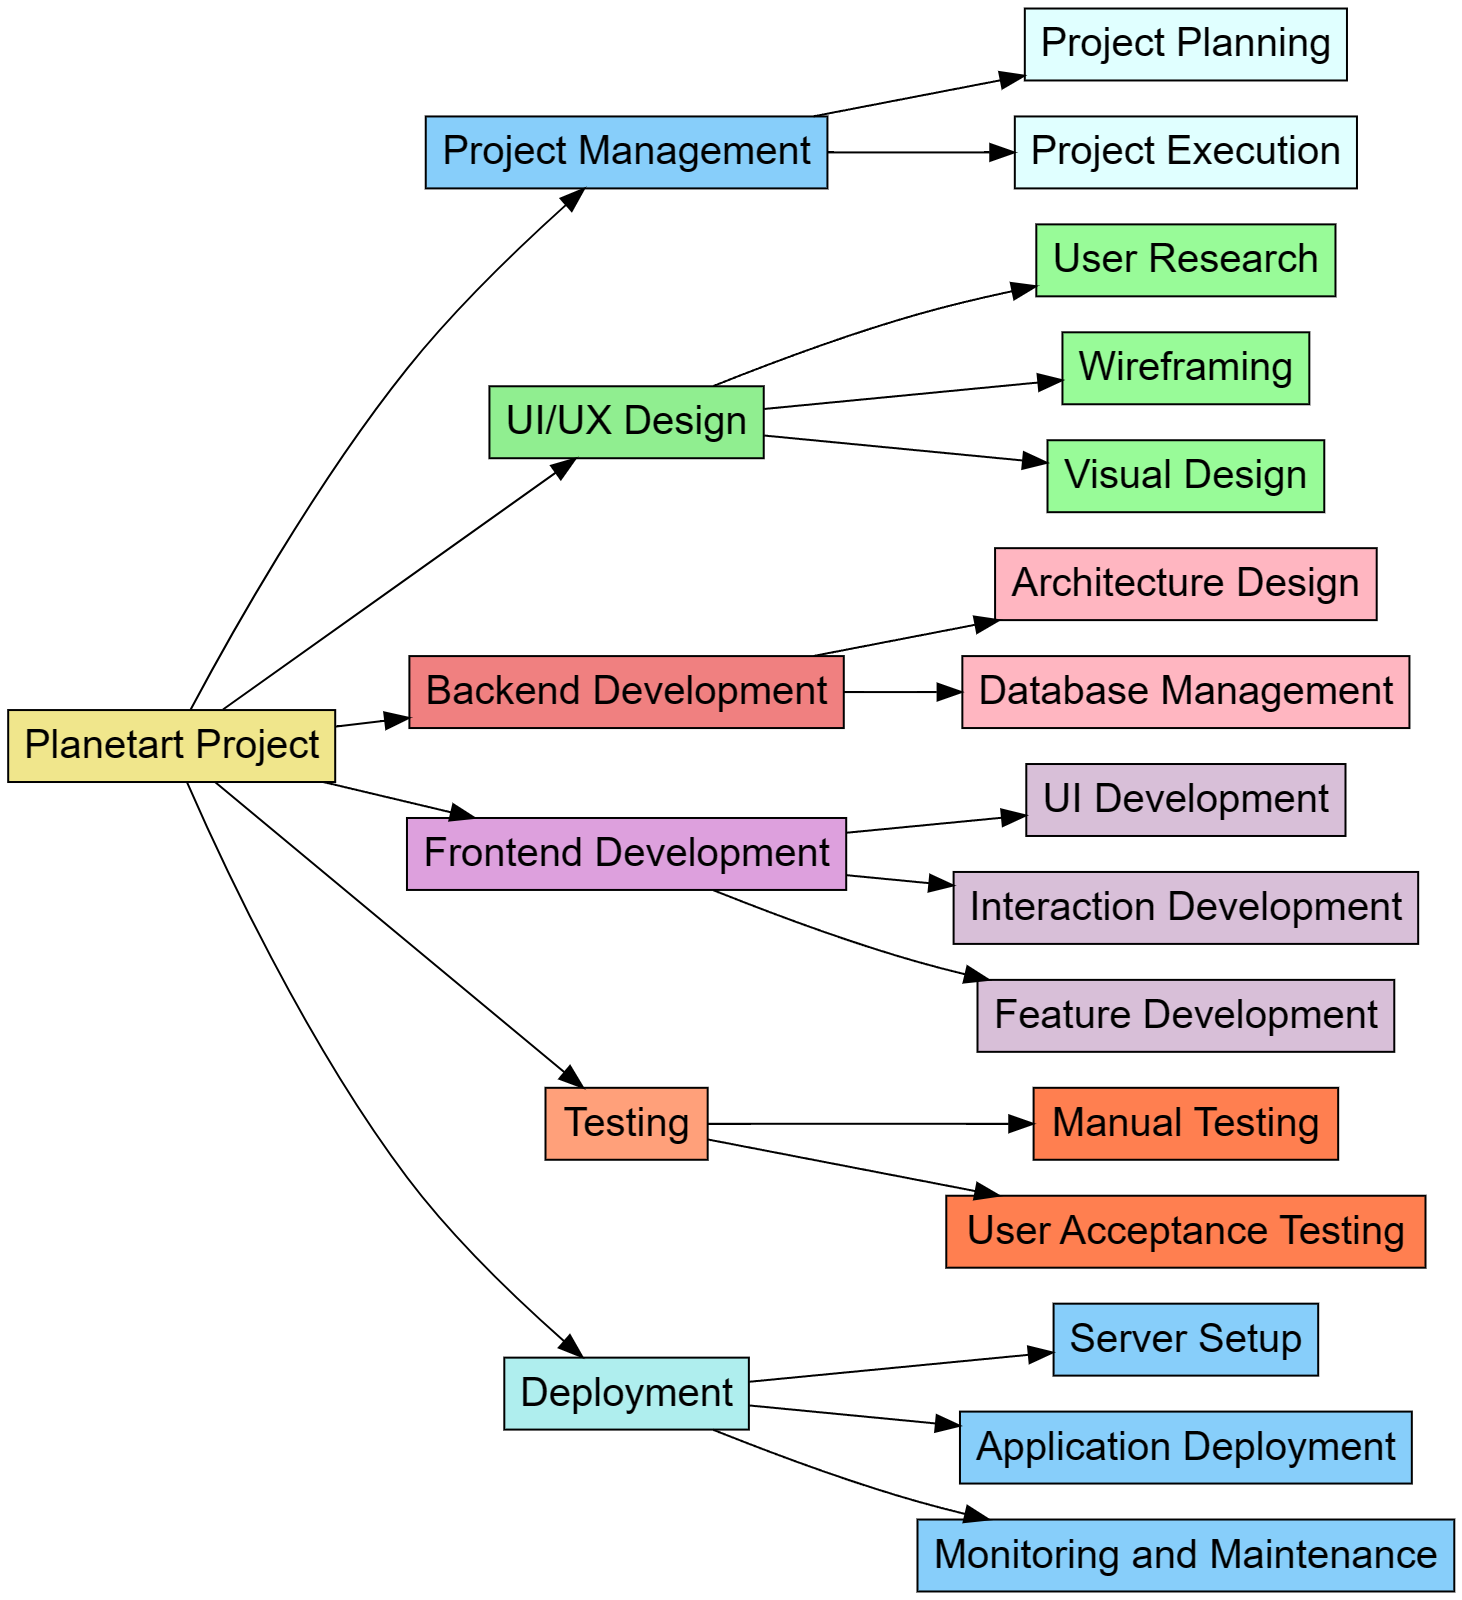 Planetart Project
Project Management
Project Planning
Project Execution
UI/UX Design
User Research
Wireframing
Visual Design
Backend Development
Architecture Design
Database Management
Frontend Development
UI Development
Interaction Development
Feature Development
Testing
Manual Testing
User Acceptance Testing
Deployment
Server Setup
Application Deployment
Monitoring and Maintenance